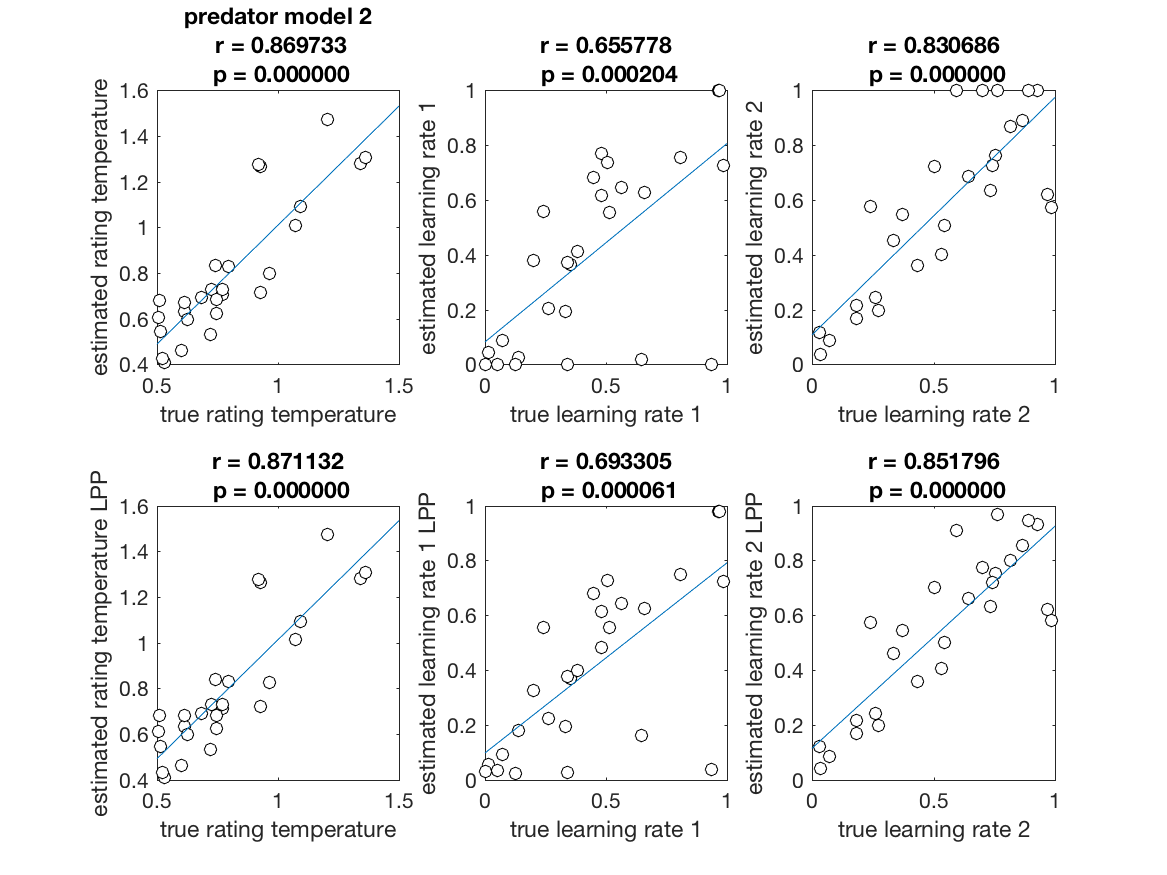 predator model 2
r = 0.869733
p = 0.000000
r = 0.655778
p = 0.000204
r = 0.830686
p = 0.000000
estimated rating temperature
1.6
1.4
1.2
1
0.8
0.6
0.4
0.5
1
1.5
true rating temperature
estimated learning rate 1
1
0.8
0.6
0.4
0.2
0
0
0.5
1
true learning rate 1
estimated learning rate 2
1
0.8
0.6
0.4
0.2
0
0
0.5
1
true learning rate 2
r = 0.871132
p = 0.000000
r = 0.693305
p = 0.000061
r = 0.851796
p = 0.000000
estimated rating temperature LPP
1.6
1.4
1.2
1
0.8
0.6
0.4
0.5
1
1.5
true rating temperature
estimated learning rate 1 LPP
1
0.8
0.6
0.4
0.2
0
0
0.5
1
true learning rate 1
estimated learning rate 2 LPP
1
0.8
0.6
0.4
0.2
0
0
0.5
1
true learning rate 2